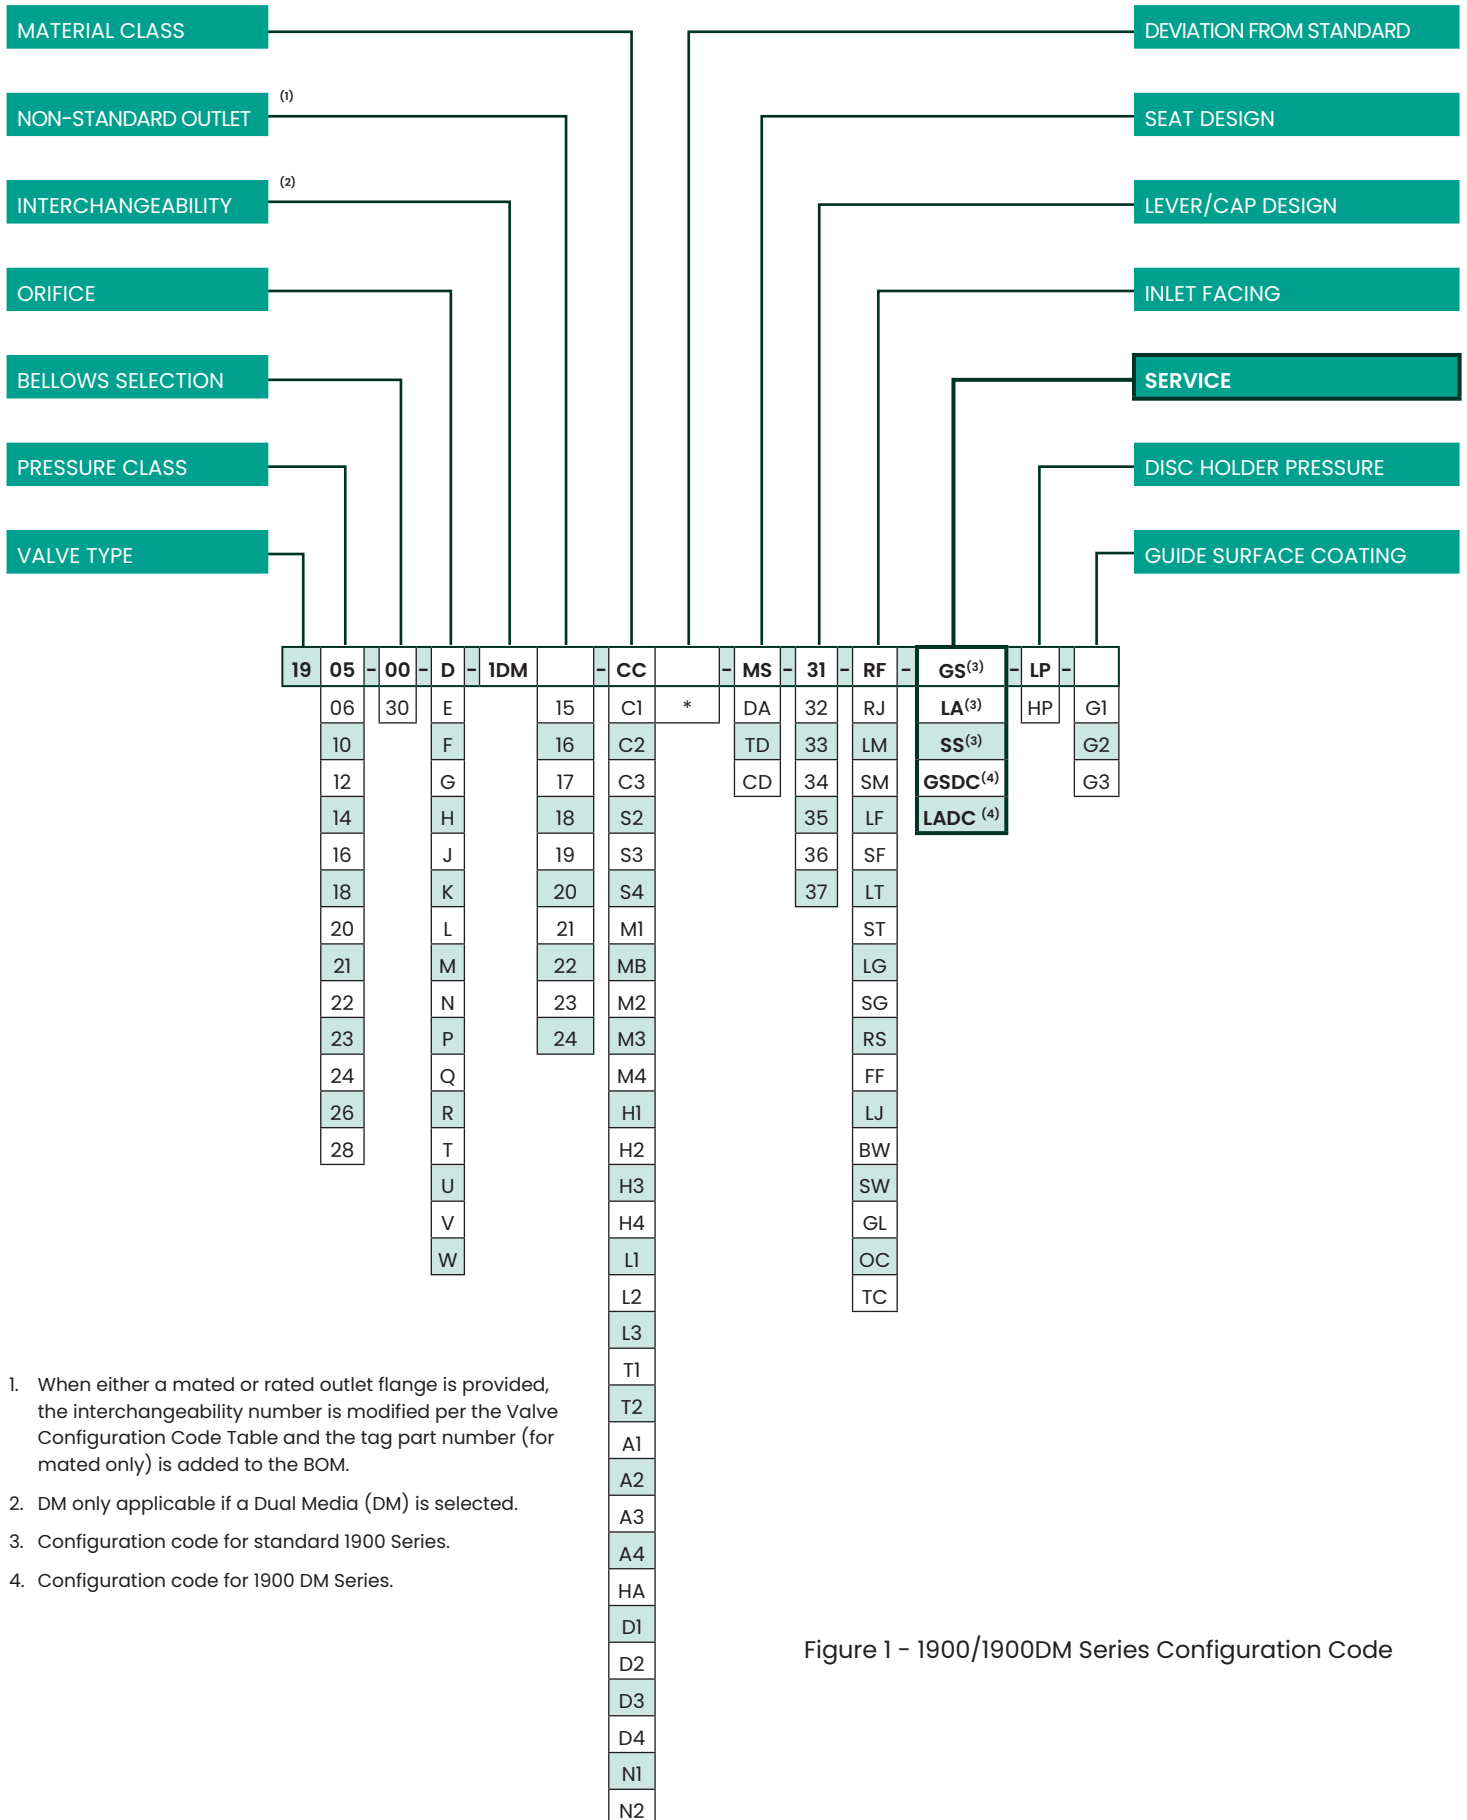 MATERIAL CLASS
DEVIATION FROM STANDARD
NON-STANDARD OUTLET (1)
SEAT DESIGN
INTERCHANGEABILITY (2)
LEVER/CAP DESIGN
ORIFICE
INLET FACING
BELLOWS SELECTION
SERVICE
PRESSURE CLASS
DISC HOLDER PRESSURE
VALVE TYPE
GUIDE SURFACE COATING
19 05 - 00 - D - 1DM - CC - MS - 31 - RF - GS(3) - LP -
06 30 E 15 C1 * DA 32 RJ LA(3) HP G1
10 F 16 C2 TD 33 LM SS(3) G2
12 G 17 C3 CD 34 SM GSDC(4) G3
14 H 18 S2 35 LF LADC (4)
16 J 19 S3 36 SF
18 K 20 S4 37 LT
20 L 21 M1 ST
21 M 22 MB LG
22 N 23 M2 SG
23 P 24 M3 RS
24 Q M4 FF
26 R H1 LJ
28 T H2 BW
U H3 SW
V H4 GL
W L1 OC
L2 TC
L3
T1
T2
A1
A2
A3
A4
HA
D1
D2
D3
D4
N1
N2
1. When either a mated or rated outlet flange is provided,
the interchangeability number is modified per the Valve
Configuration Code Table and the tag part number (for
mated only) is added to the BOM.
2. DM only applicable if a Dual Media (DM) is selected.
3. Configuration code for standard 1900 Series.
4. Configuration code for 1900 DM Series.
Figure 1 - 1900/1900DM Series Configuration Code